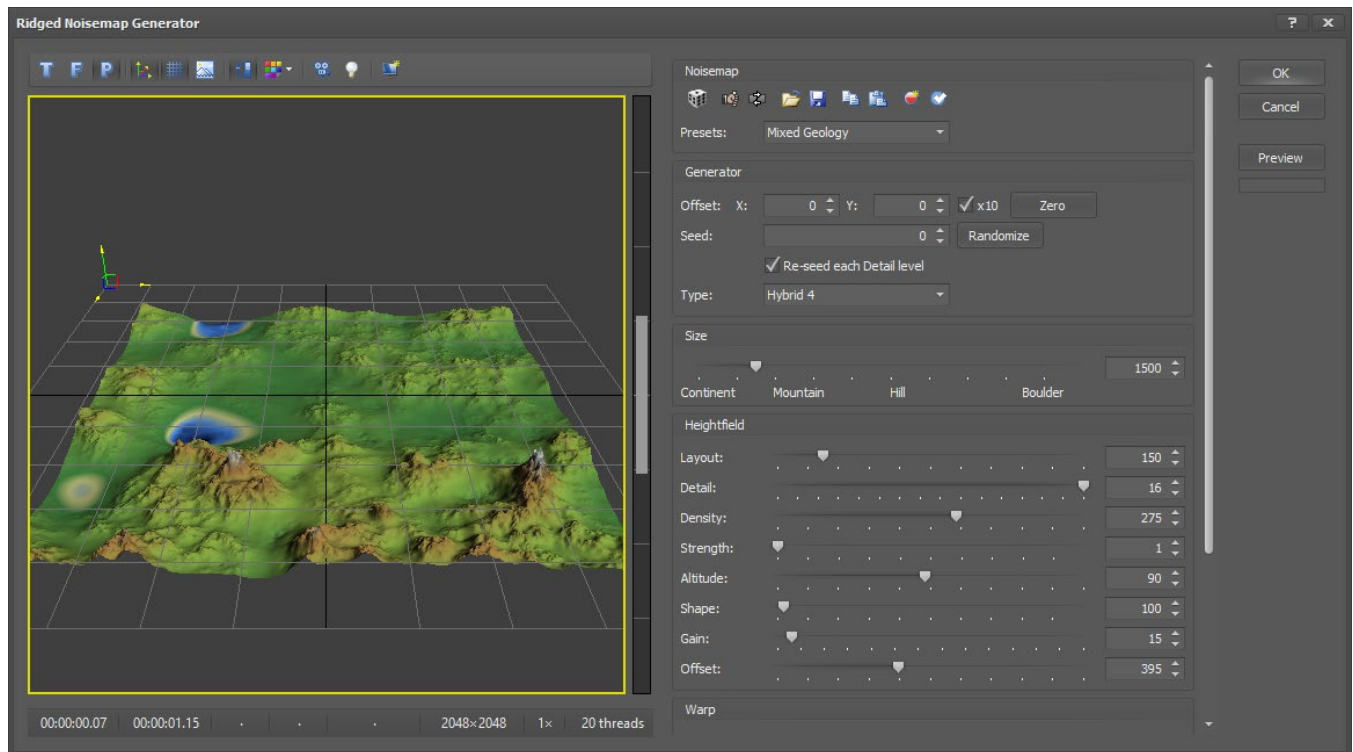 Ridged Noisemap Generator
T F P
Noisemap
OK
Cancel
Presets: Mixed Geology
Preview
Generator
Offset: X: 0 Y: 0 x10 Zero
Seed: 0 Randomize
Re-seed each Detail level
Type: Hybrid 4
Size
1500
Continent Mountain Hill Boulder
Heightfield
Layout: 150
Detail: 16
Density: 275
Strength: 1
Altitude: 90
Shape: 100
Gain: 15
Offset: 395
Warp
00:00:00.07 00:00:01.15 · · · 2048×2048 1× 20 threads